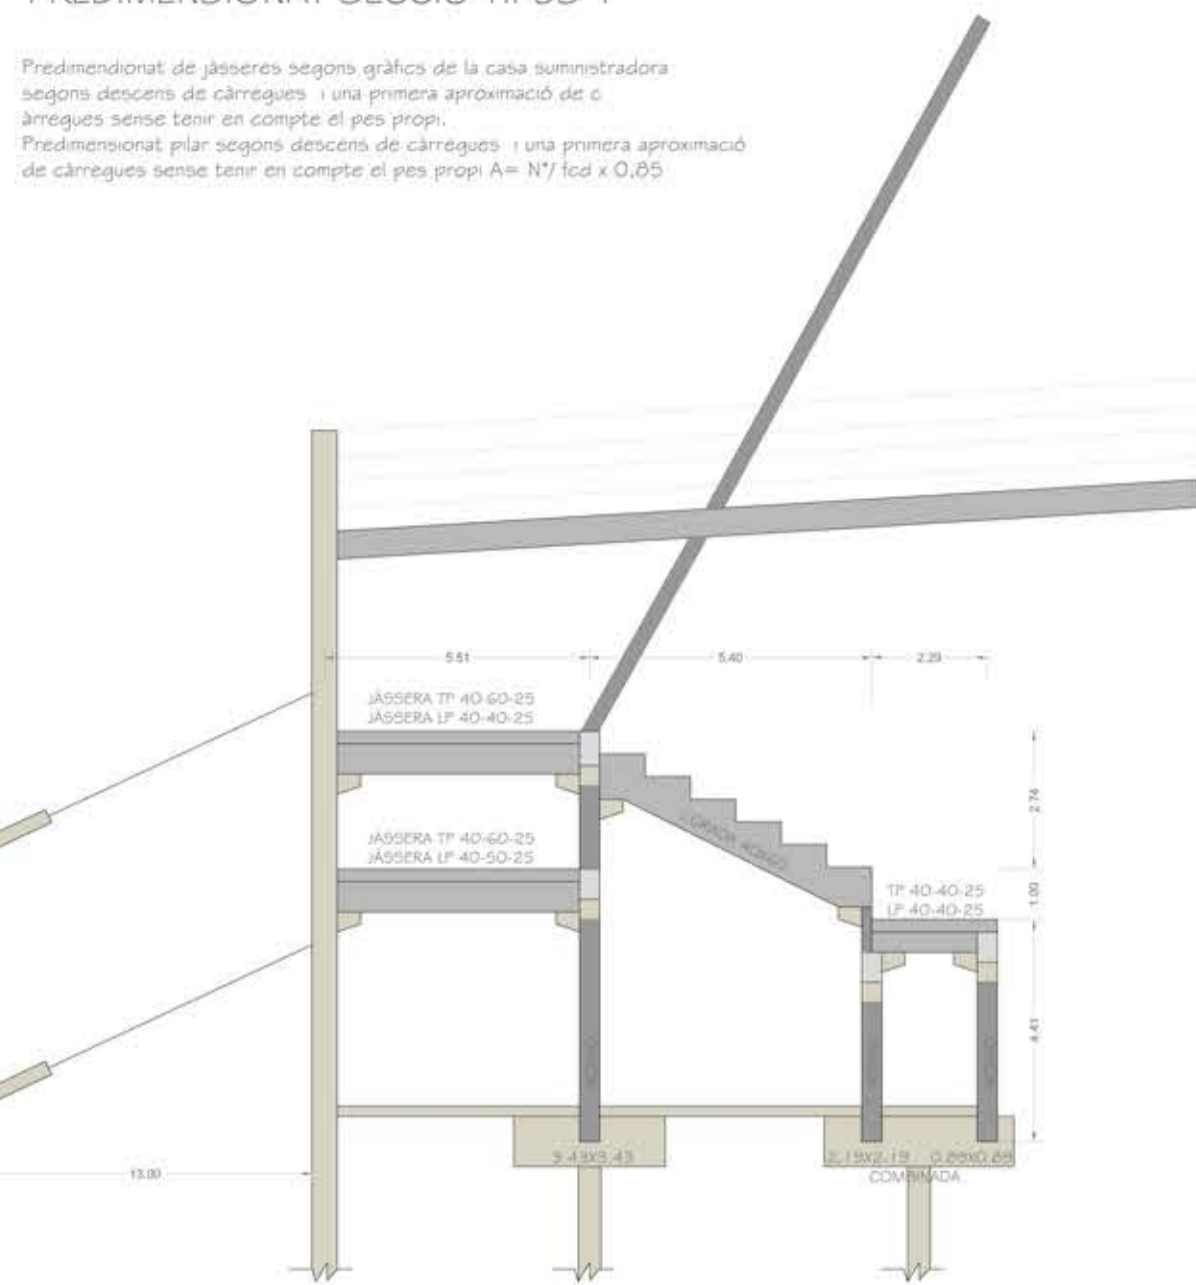 Predimendionat de jàsseres segons gràfics de la casa suministradora
segons descens de càrregues i una primera aproximació de c
àrregues sense tenir en compte el pes propi.
Predimensionat pilar segons descens de càrregues i una primera aproximació
de càrregues sense tenir en compte el pes propi A= N*/ fcd x 0,85
5.51
5.40
2.29
JÀSSERA TP 40-60-25
JÀSSERA LP 40-40-25
2.74
JÀSSERA TP 40-60-25
JÀSSERA LP 40-50-25
GRADA 40x60
TP 40-40-25
LP 40-40-25
1.00
4.41
3.43X3.43
2.19X2.19 0.89X0.89
COMBINADA
13.00